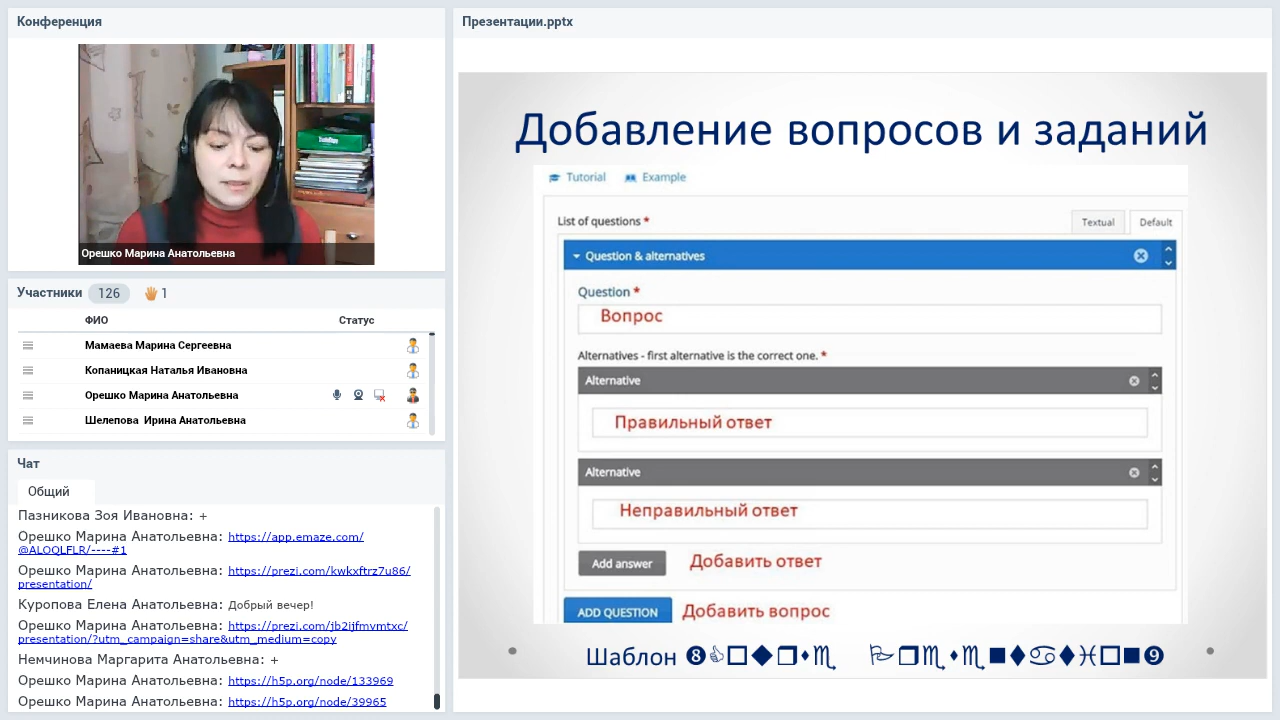 Конференция
Орешко Марина Анатольевна
Участники 126 1
ФИО Статус
Мамаева Марина Сергеевна
Копаницкая Наталья Ивановна
Орешко Марина Анатольевна
Шелепова Ирина Анатольевна
Чат
Общий
Пазникова Зоя Ивановна: +
Орешко Марина Анатольевна: https://app.emaze.com/
@ALOQLFLR/----#1
Орешко Марина Анатольевна: https://prezi.com/kwkxftrz7u86/
presentation/
Куропова Елена Анатольевна: Добрый вечер!
Орешко Марина Анатольевна: https://prezi.com/jb2ijfmvmtxc/
presentation/?utm_campaign=share&utm_medium=copy
Немчинова Маргарита Анатольевна: +
Орешко Марина Анатольевна: https://h5p.org/node/133969
Орешко Марина Анатольевна: https://h5p.org/node/39965
Презентации.pptx
Добавление вопросов и заданий
Tutorial Example
List of questions *
Textual Default
Question & alternatives
Question *
Вопрос
Alternatives - first alternative is the correct one. *
Alternative
Правильный ответ
Alternative
Неправильный ответ
Add answer Добавить ответ
ADD QUESTION Добавить вопрос
Шаблон ❽👍︎□◆❒⬧♏ 🏱❒♏⬧♏■⧫♋⧫♓□■❾